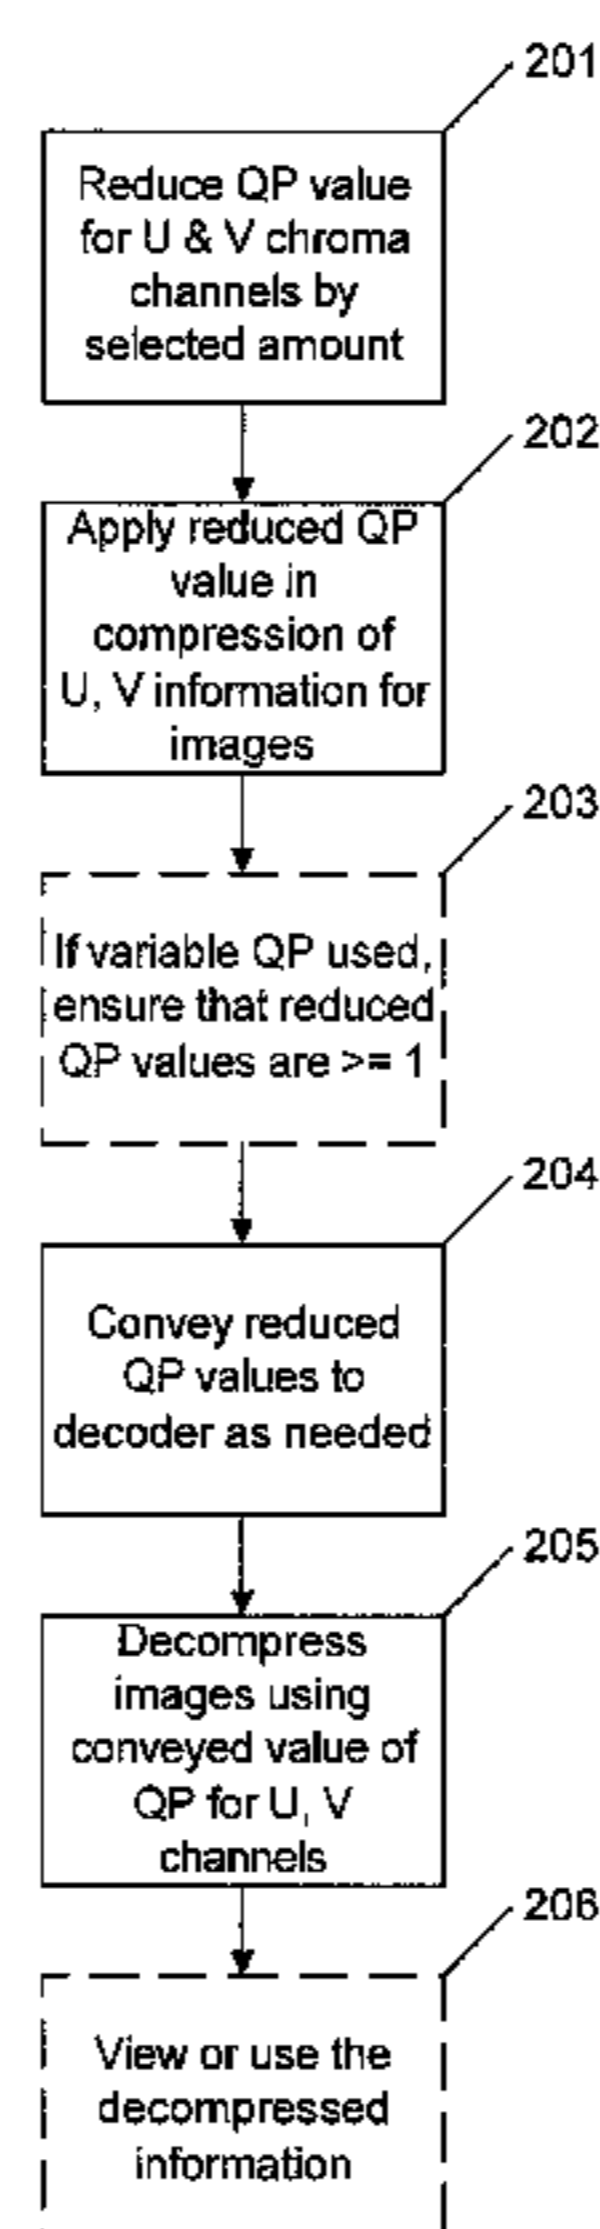 201
Reduce QP value
for U & V chroma
channels by
selected amount
202
Apply reduced QP
value in
compression of
U, V information for
images
203
If variable QP used,
ensure that reduced
QP values are >= 1
204
Convey reduced
QP values to
decoder as needed
205
Decompress
images using
conveyed value of
QP for U, V
channels
206
View or use the
decompressed
information